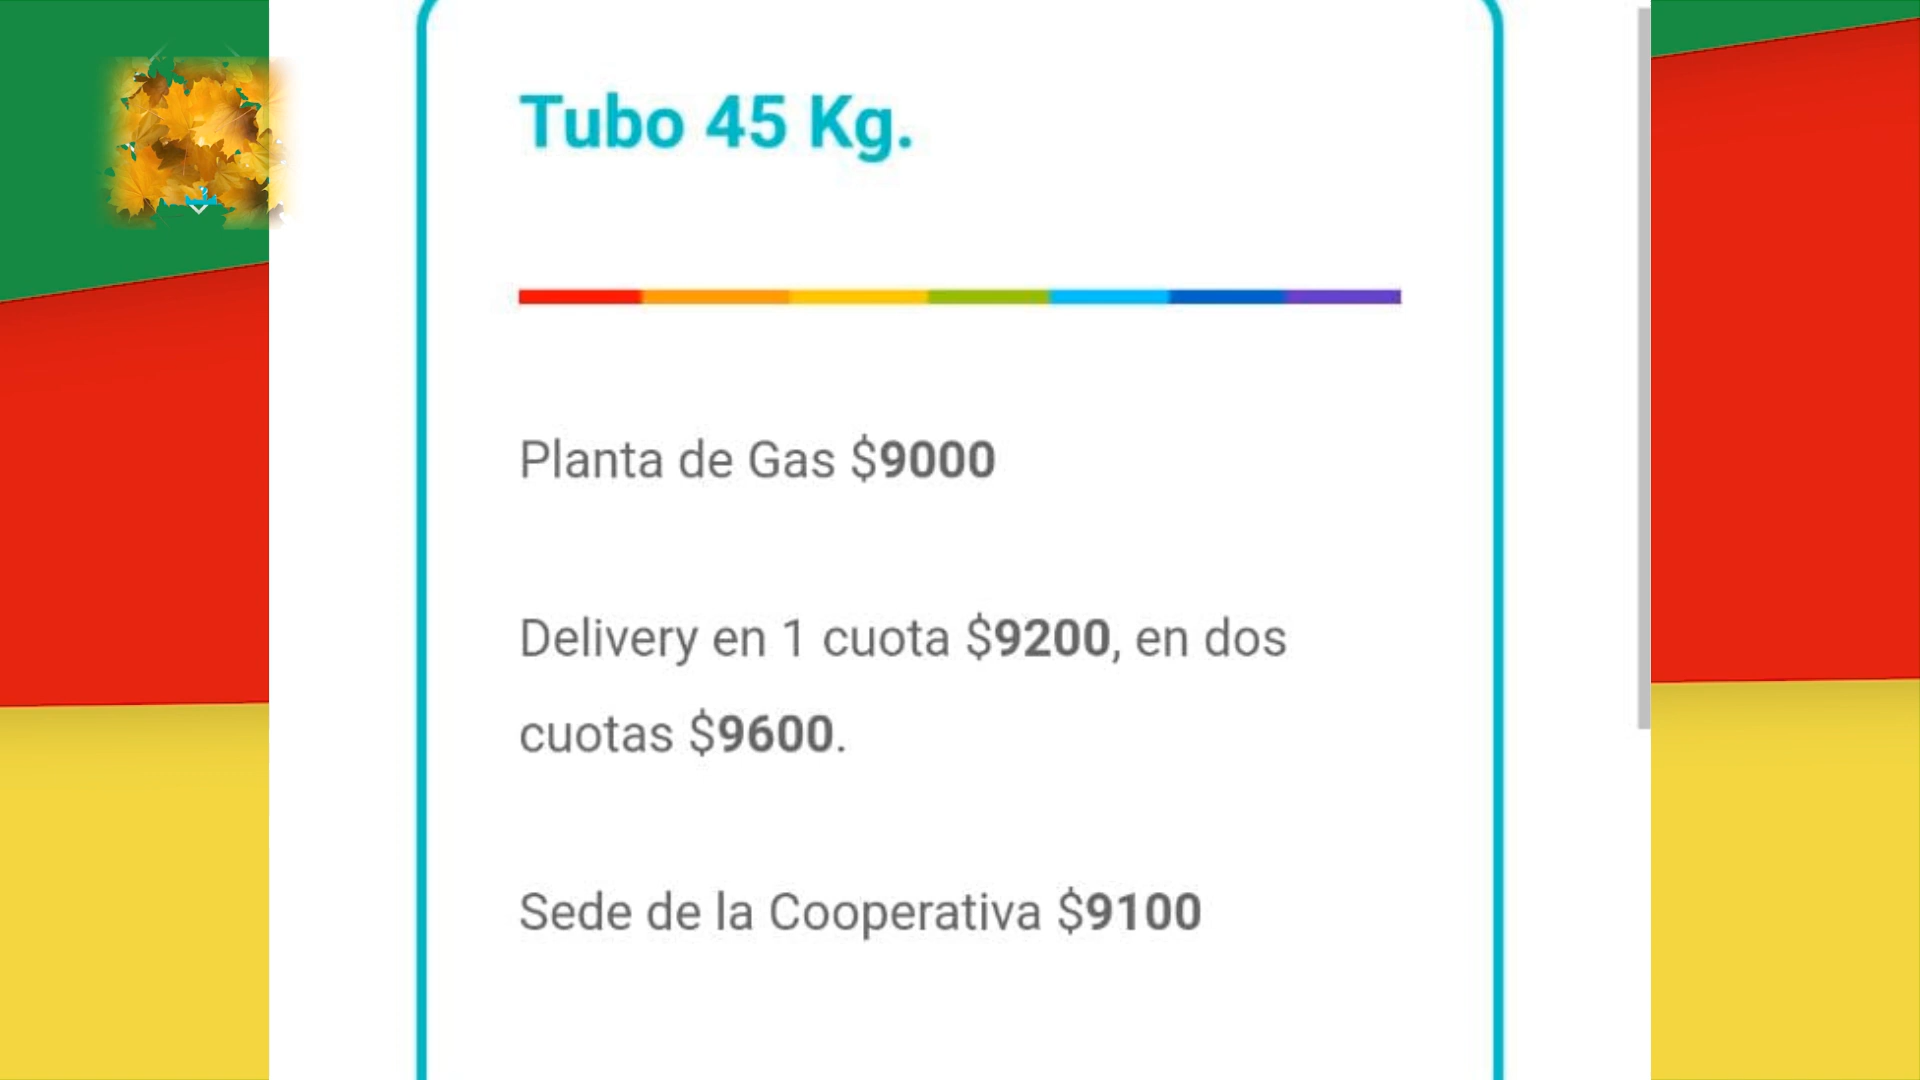 Tubo 45 Kg.
Planta de Gas $9000
Delivery en 1 cuota $9200, en dos
cuotas $9600.
Sede de la Cooperativa $9100